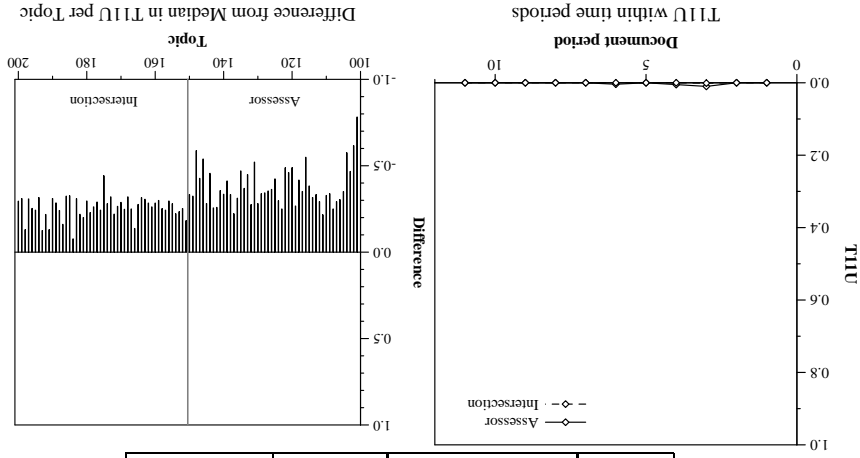 T11U
1.0
0.8
0.6
0.4
0.2
0.0
Assessor
Intersection
0 5 10
Document period
T11U within time periods
Difference
1.0
0.5
0.0
-0.5
-1.0
Assessor Intersection
100 120 140 160 180 200
Topic
Difference from Median in T11U per Topic